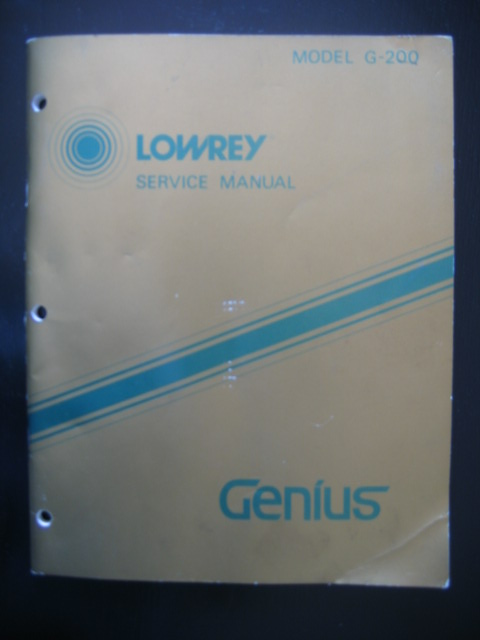 MODEL G-200
LOWREY
SERVICE MANUAL
Genius